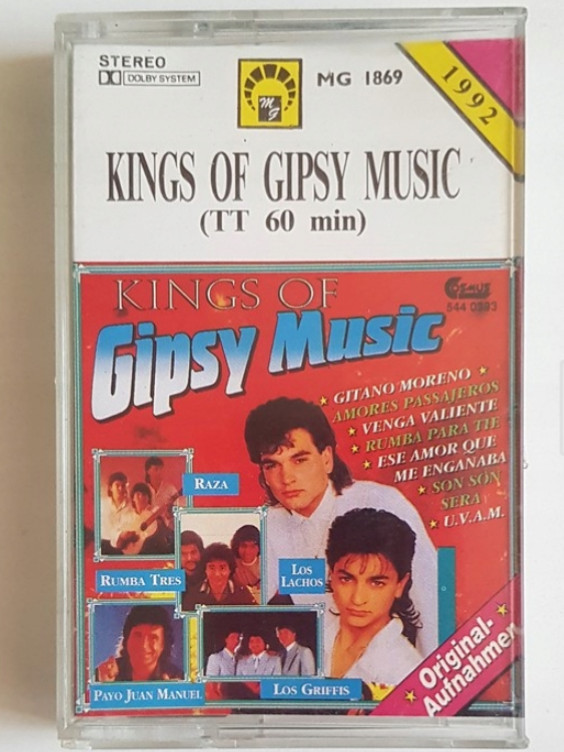 STEREO
DOLBY SYSTEM
MG
MG 1869
1992
KINGS OF GIPSY MUSIC
(TT 60 min)
KINGS OF
Gipsy Music
GITANO MORENO
AMORES PASSAJEROS
VENGA VALIENTE
RUMBA PARA TIE
ESE AMOR QUE
ME ENGANABA
SON SON
SERA
U.V.A.M.
RAZA
RUMBA TRES
LOS
LACHOS
PAYO JUAN MANUEL
LOS GRIFFIS
Original-
Aufnahmen